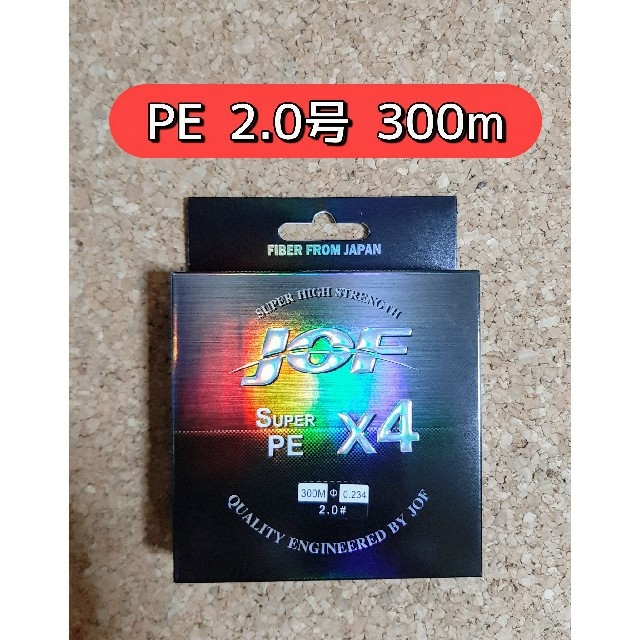 PE 2.0号 300m
FIBER FROM JAPAN
SUPER HIGH STRENGTH
JOF
SUPER PE X4
300M Φ 0.234
2.0#
QUALITY ENGINEERED BY JOF